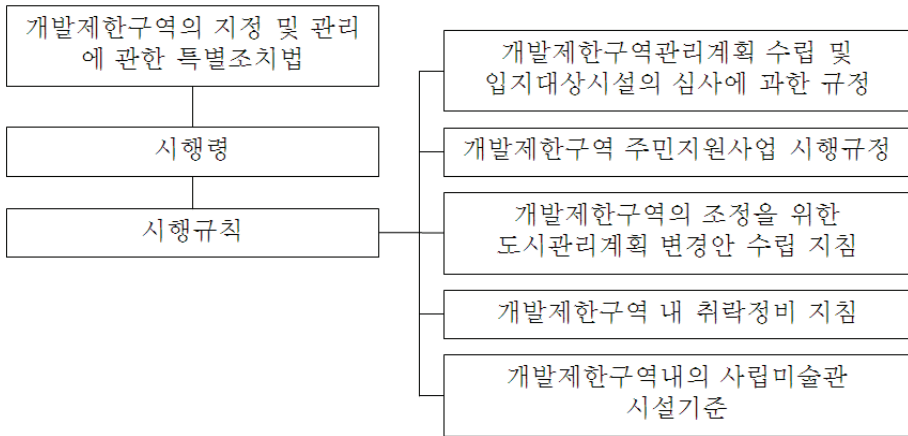 개발제한구역의 지정 및 관리
에 관한 특별조치법
시행령
시행규칙
개발제한구역관리계획 수립 및
입지대상시설의 심사에 과한 규정
개발제한구역 주민지원사업 시행규정
개발제한구역의 조정을 위한
도시관리계획 변경안 수립 지침
개발제한구역 내 취락정비 지침
개발제한구역내의 사립미술관
시설기준